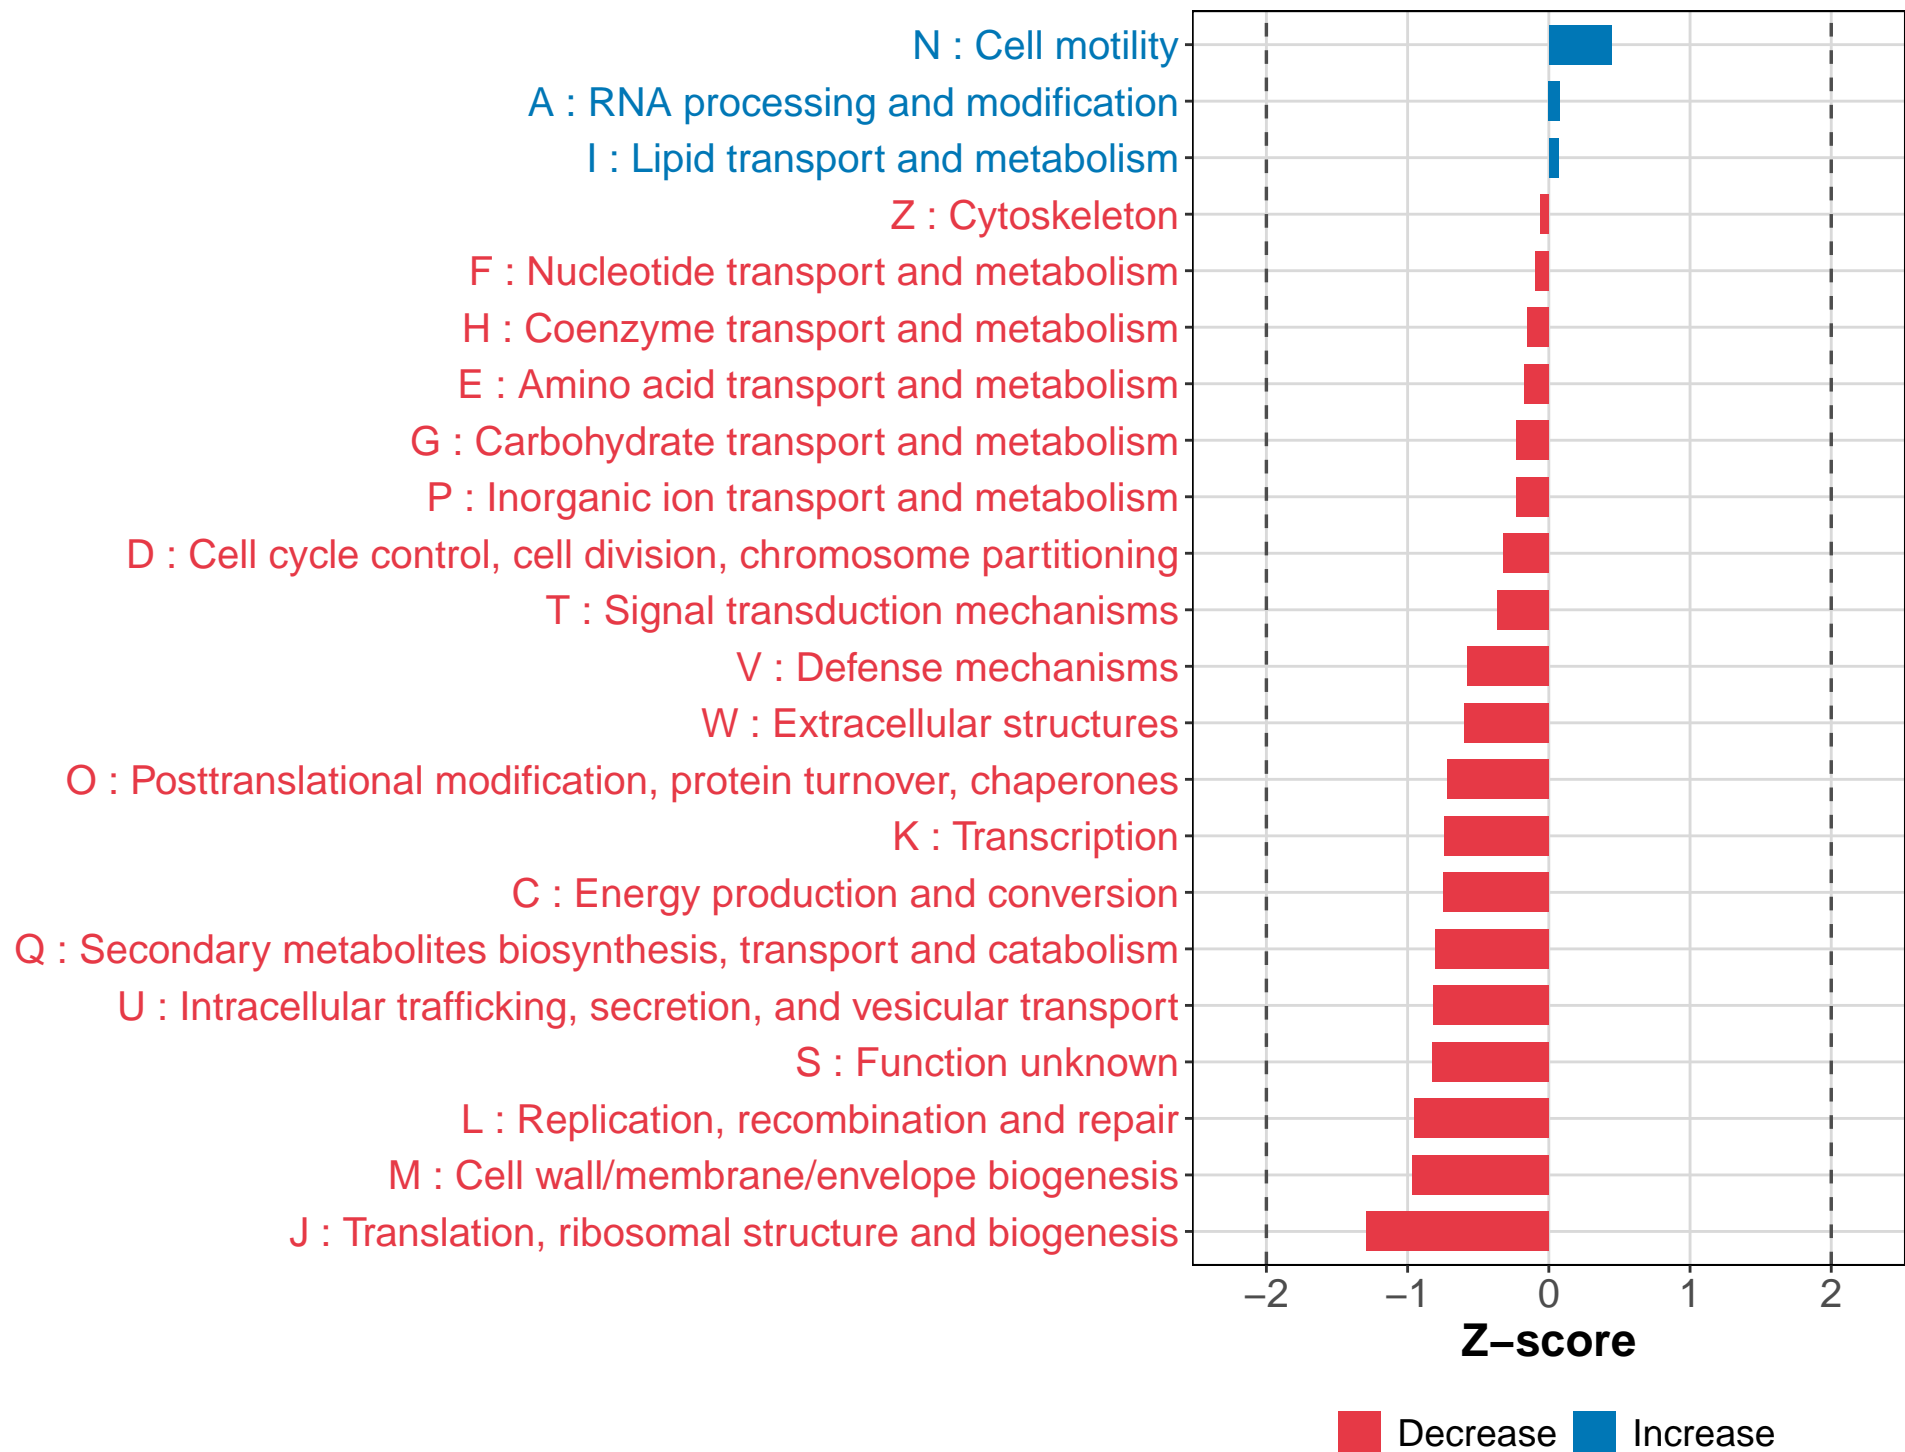 N : Cell motility
A : RNA processing and modification
I : Lipid transport and metabolism
Z : Cytoskeleton
F : Nucleotide transport and metabolism
H : Coenzyme transport and metabolism
E : Amino acid transport and metabolism
G : Carbohydrate transport and metabolism
P : Inorganic ion transport and metabolism
D : Cell cycle control, cell division, chromosome partitioning
T : Signal transduction mechanisms
V : Defense mechanisms
W : Extracellular structures
O : Posttranslational modification, protein turnover, chaperones
K : Transcription
C : Energy production and conversion
Q : Secondary metabolites biosynthesis, transport and catabolism
U : Intracellular trafficking, secretion, and vesicular transport
S : Function unknown
L : Replication, recombination and repair
M : Cell wall/membrane/envelope biogenesis
J : Translation, ribosomal structure and biogenesis
−2 −1 0 1 2
Z−score
Decrease Increase